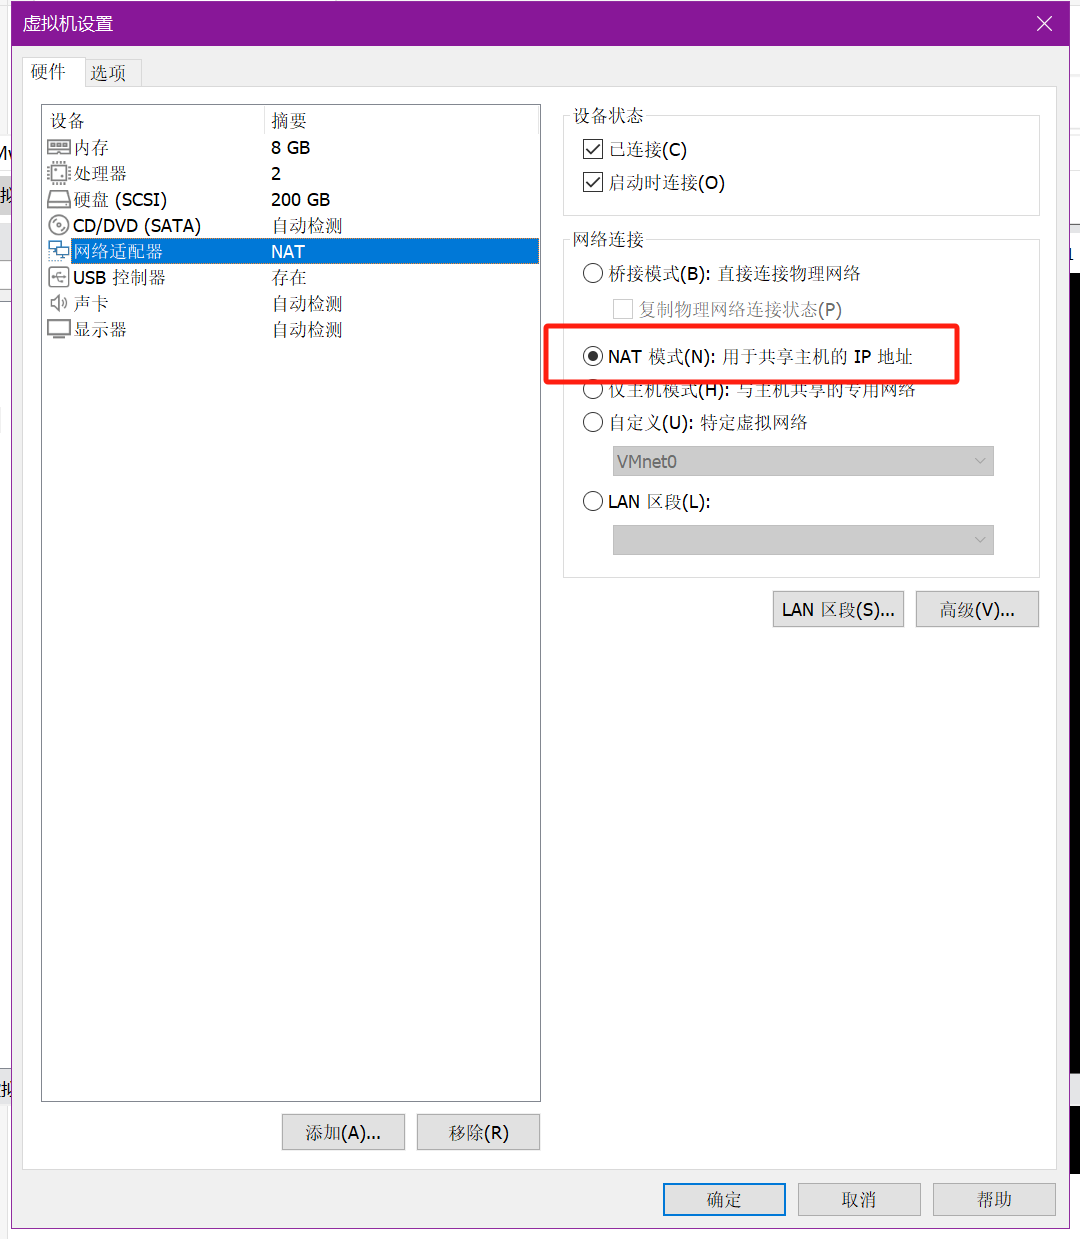 虚拟机设置
硬件 选项
设备 摘要
内存 8 GB
处理器 2
硬盘 (SCSI) 200 GB
CD/DVD (SATA) 自动检测
网络适配器 NAT
USB 控制器 存在
声卡 自动检测
显示器 自动检测
添加(A)... 移除(R)
设备状态
已连接(C)
启动时连接(O)
网络连接
桥接模式(B): 直接连接物理网络
复制物理网络连接状态(P)
NAT 模式(N): 用于共享主机的 IP 地址
仅主机模式(H): 与主机共享的专用网络
自定义(U): 特定虚拟网络
VMnet0
LAN 区段(L):
LAN 区段(S)... 高级(V)...
确定 取消 帮助